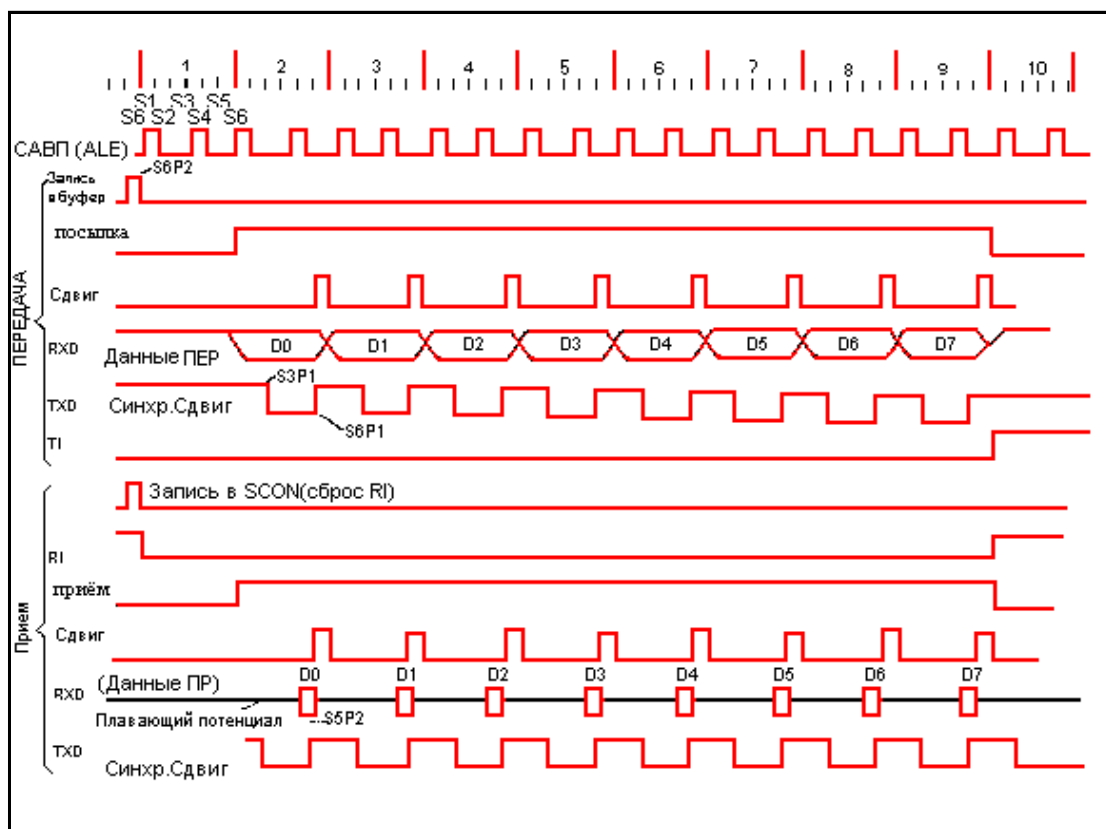 1 2 3 4 5 6 7 8 9 10
S1 S3 S5
S6 S2 S4 S6
САВП (ALE)
S6P2
Запись
в буфер
посылка
Сдвиг
ПЕРЕДАЧА
RXD
Данные ПЕР
D0 D1 D2 D3 D4 D5 D6 D7
S3P1
TXD
Синхр.Сдвиг
S6P1
TI
Запись в SCON(сброс RI)
RI
приём
Прием
Сдвиг
D0 D1 D2 D3 D4 D5 D6 D7
RXD
(Данные ПР)
Плавающий потенциал
S5P2
TXD
Синхр.Сдвиг